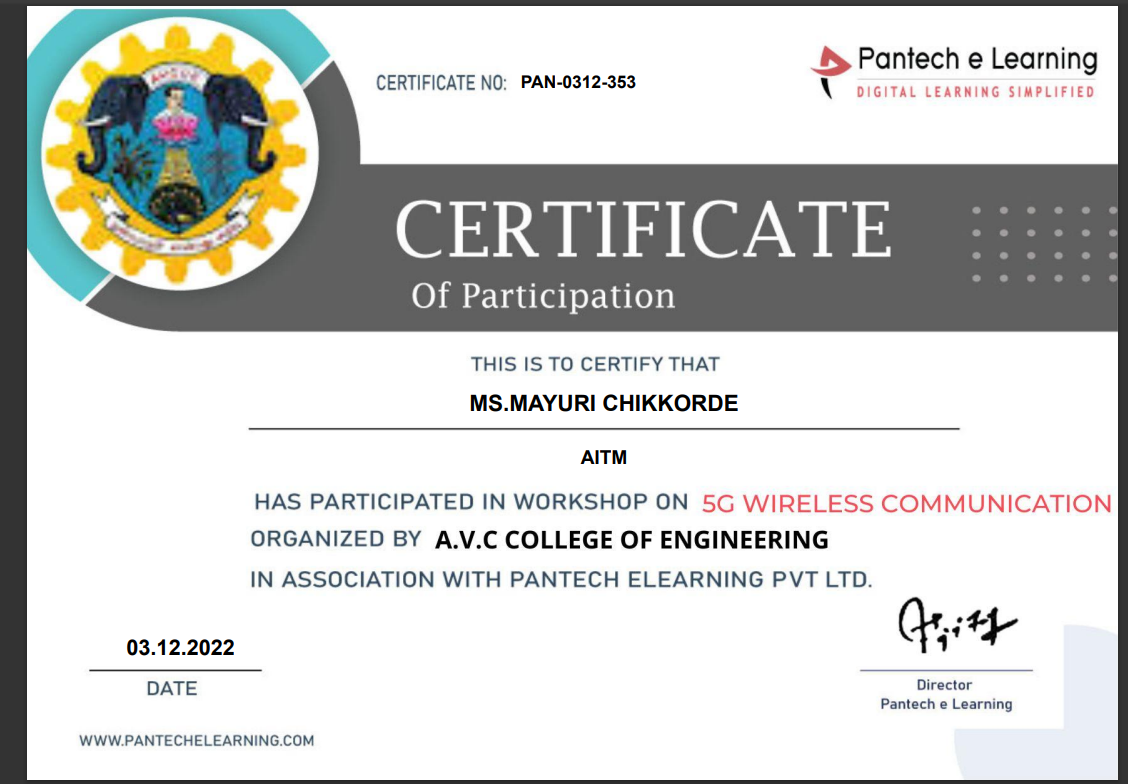 CERTIFICATE NO: PAN-0312-353
Pantech e Learning
DIGITAL LEARNING SIMPLIFIED
CERTIFICATE
Of Participation
THIS IS TO CERTIFY THAT
MS.MAYURI CHIKKORDE
AITM
HAS PARTICIPATED IN WORKSHOP ON 5G WIRELESS COMMUNICATION
ORGANIZED BY A.V.C COLLEGE OF ENGINEERING
IN ASSOCIATION WITH PANTECH ELEARNING PVT LTD.
03.12.2022
DATE
Director
Pantech e Learning
WWW.PANTECHELEARNING.COM